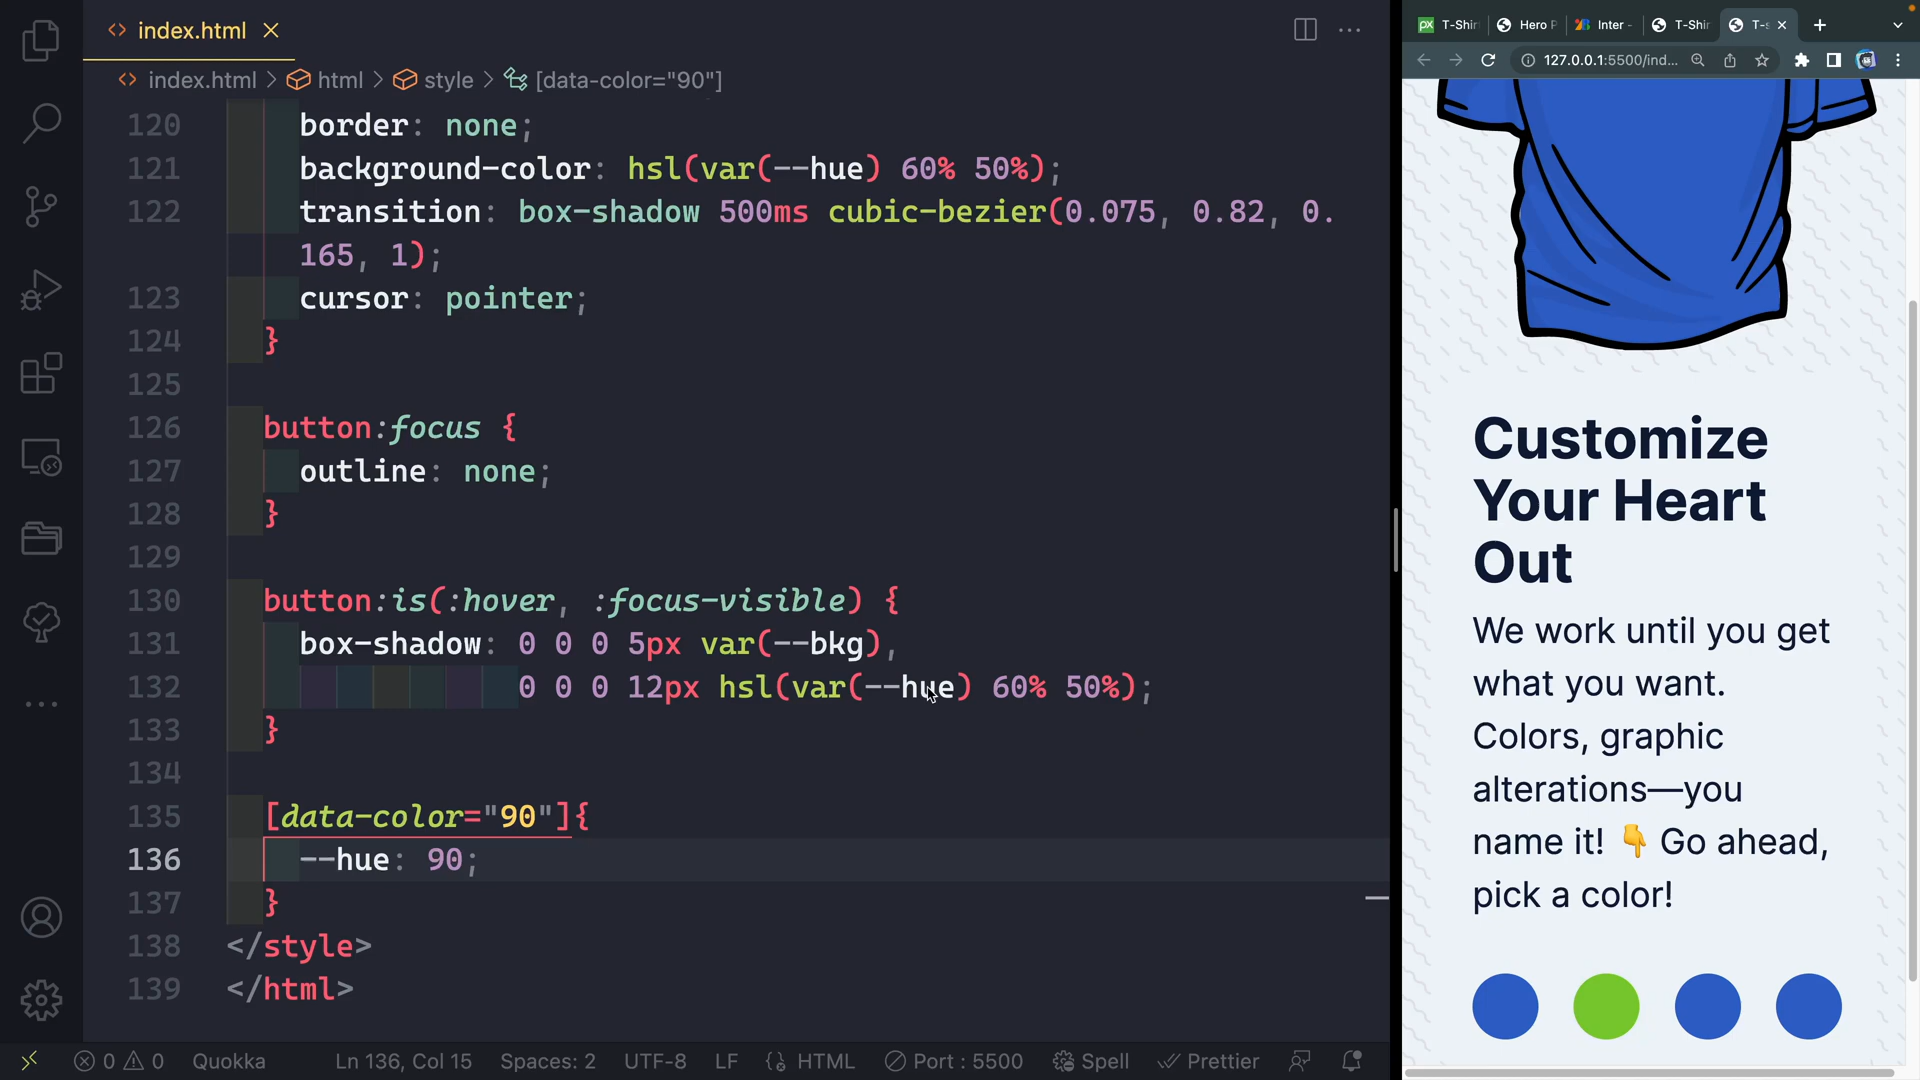 index.html
index.html > html > style > [data-color="90"]
120 border: none;
121 background-color: hsl(var(--hue) 60% 50%);
122 transition: box-shadow 500ms cubic-bezier(0.075, 0.82, 0.
165, 1);
123 cursor: pointer;
124 }
125
126 button:focus {
127 outline: none;
128 }
129
130 button:is(:hover, :focus-visible) {
131 box-shadow: 0 0 0 5px var(--bkg),
132 0 0 0 12px hsl(var(--hue) 60% 50%);
133 }
134
135 [data-color="90"]{
136 --hue: 90;
137 }
138 </style>
139 </html>
0 0 Quokka Ln 136, Col 15 Spaces: 2 UTF-8 LF {} HTML Port : 5500 Spell Prettier
px T-Shir Hero P Inter - T-Shir T-s
127.0.0.1:5500/ind...
Customize
Your Heart
Out
We work until you get
what you want.
Colors, graphic
alterations—you
name it! 👇 Go ahead,
pick a color!